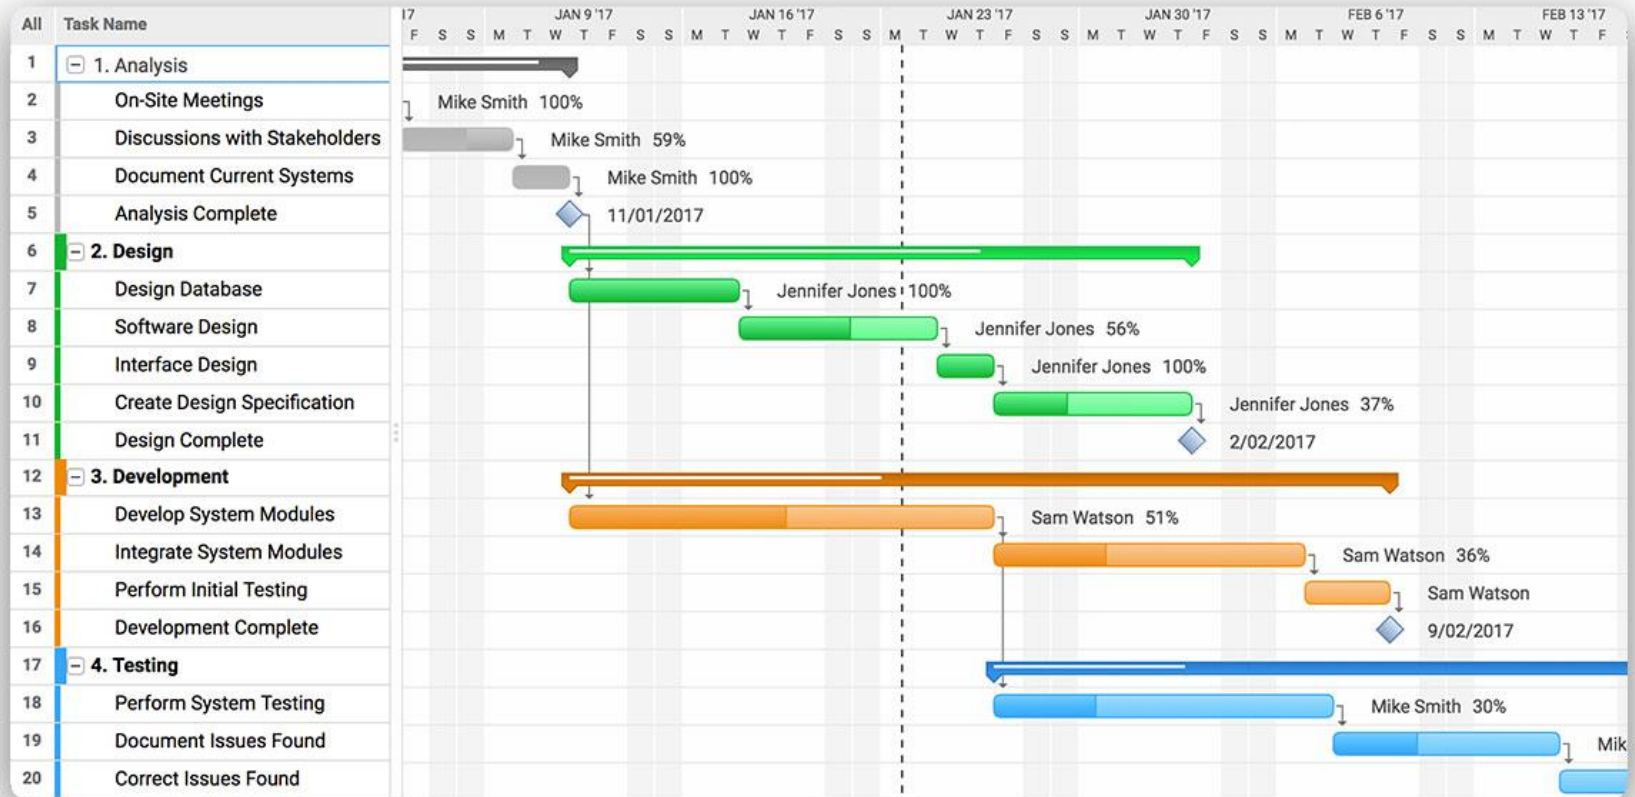 All Task Name 17 JAN 9 '17 JAN 16 '17 JAN 23 '17 JAN 30 '17 FEB 6 '17 FEB 13 '17
F S S M T W T F S S M T W T F S S M T W T F S S M T W T F S S M T W T F S S M T W T F
1 1. Analysis
2 On-Site Meetings Mike Smith 100%
3 Discussions with Stakeholders Mike Smith 59%
4 Document Current Systems Mike Smith 100%
5 Analysis Complete 11/01/2017
6 2. Design
7 Design Database Jennifer Jones 100%
8 Software Design Jennifer Jones 56%
9 Interface Design Jennifer Jones 100%
10 Create Design Specification Jennifer Jones 37%
11 Design Complete 2/02/2017
12 3. Development
13 Develop System Modules Sam Watson 51%
14 Integrate System Modules Sam Watson 36%
15 Perform Initial Testing Sam Watson
16 Development Complete 9/02/2017
17 4. Testing
18 Perform System Testing Mike Smith 30%
19 Document Issues Found Mik
20 Correct Issues Found